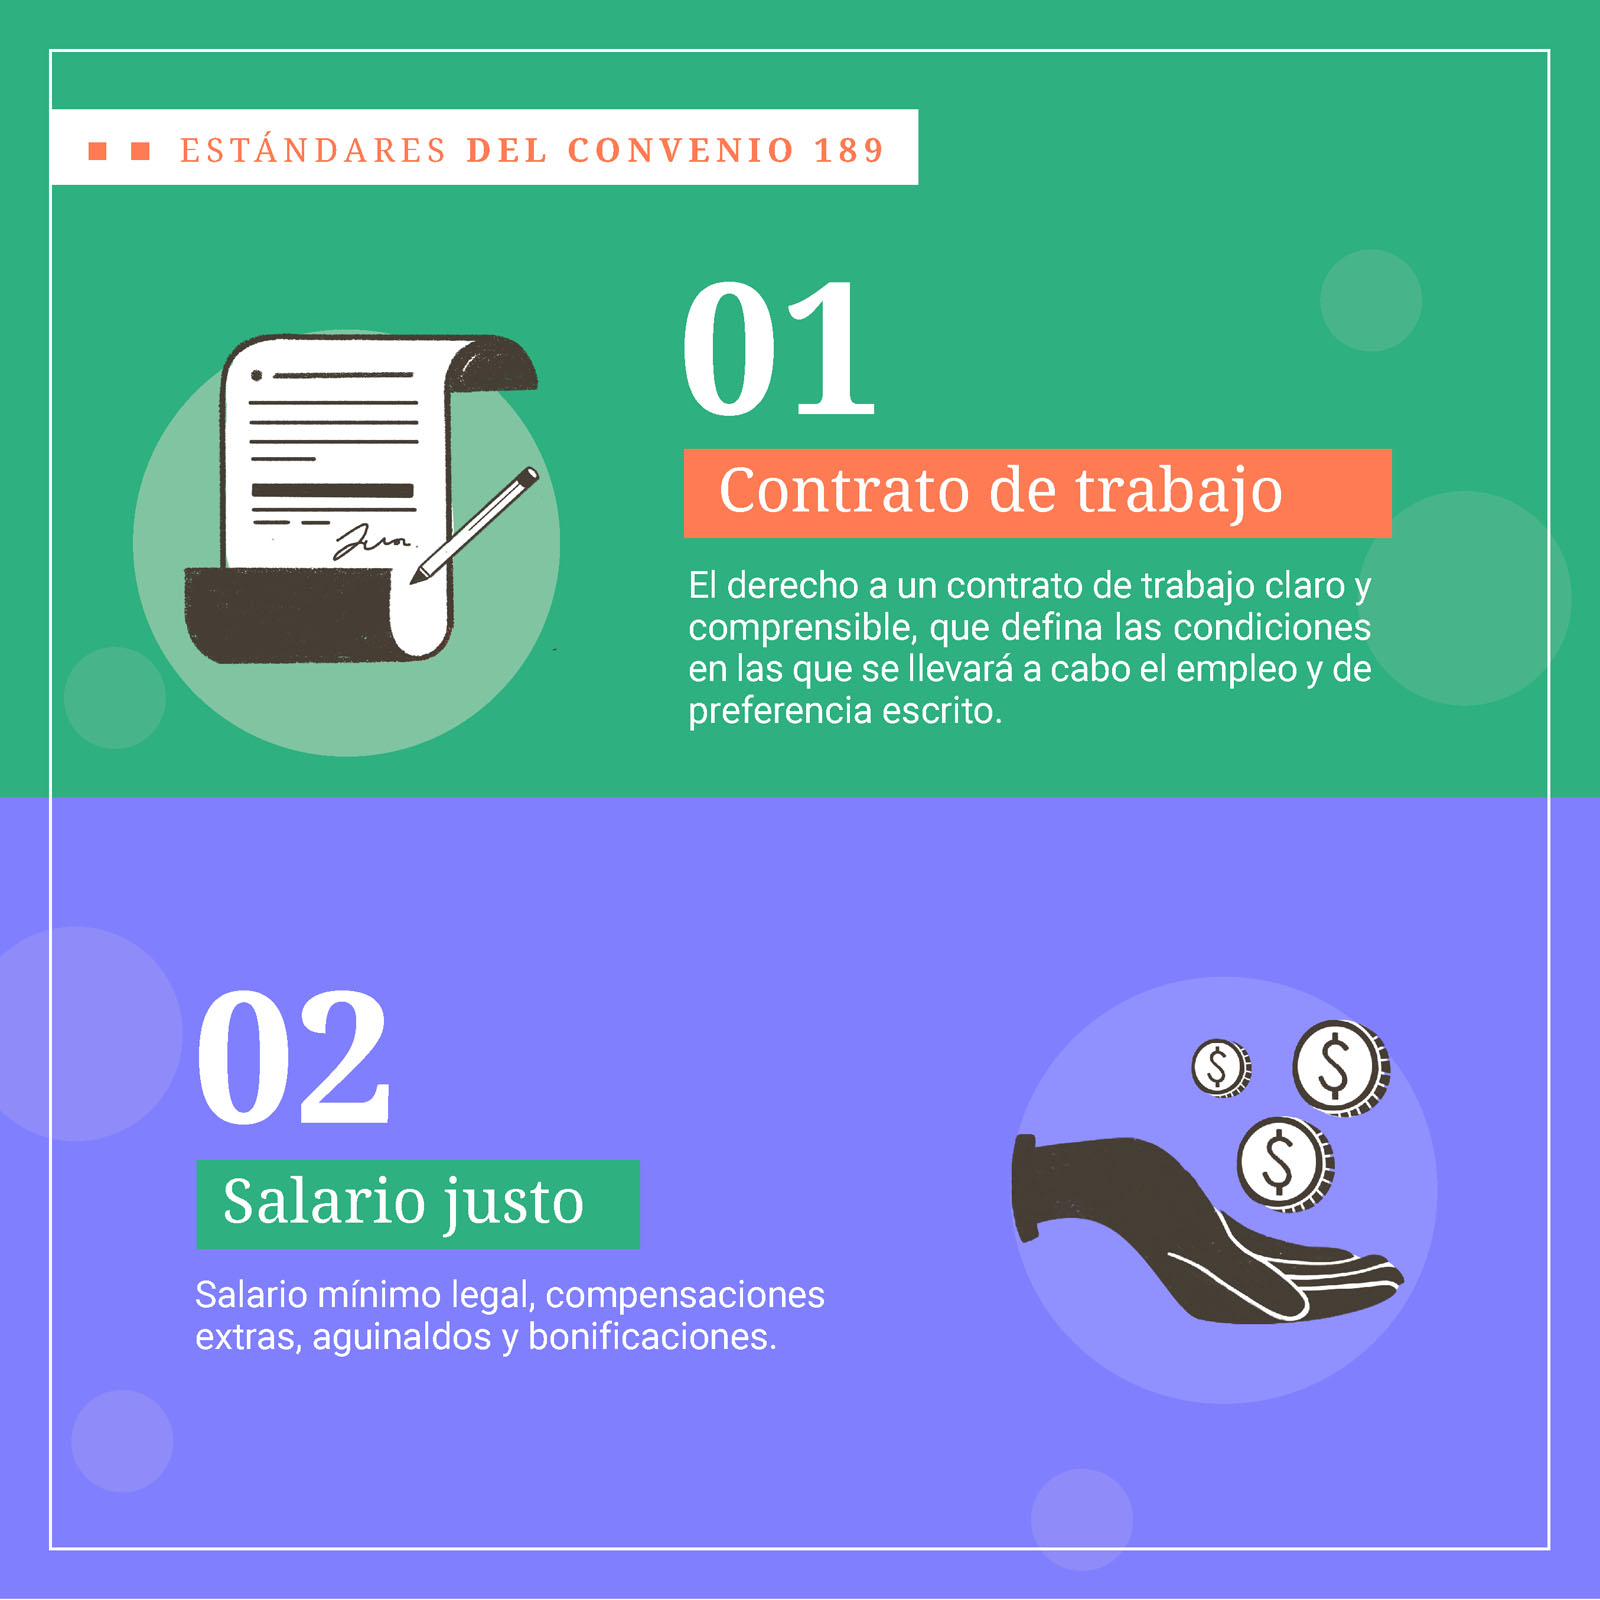 ESTÁNDARES DEL CONVENIO 189
01
Contrato de trabajo
El derecho a un contrato de trabajo claro y
comprensible, que defina las condiciones
en las que se llevará a cabo el empleo y de
preferencia escrito.
02
Salario justo
Salario mínimo legal, compensaciones
extras, aguinaldos y bonificaciones.
$
$
$